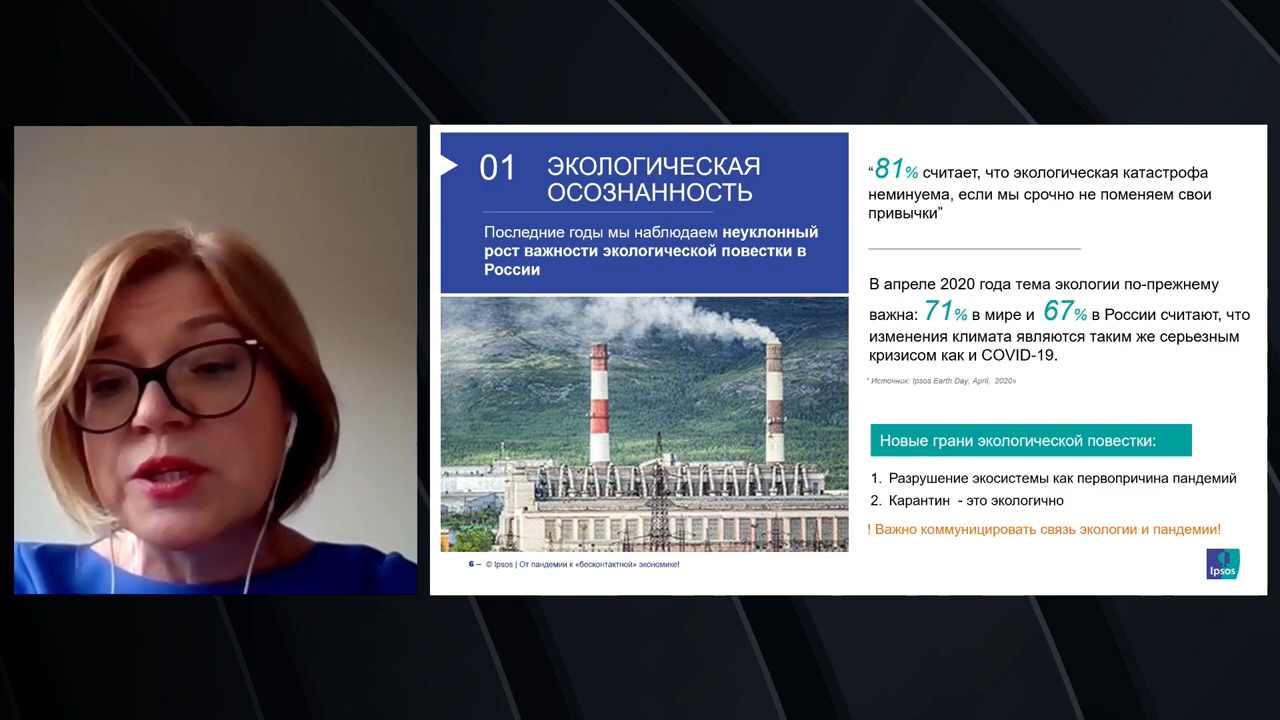 01
ЭКОЛОГИЧЕСКАЯ
ОСОЗНАННОСТЬ
Последние годы мы наблюдаем неуклонный
рост важности экологической повестки в
России
6 – © Ipsos | От пандемии к «бесконтактной» экономике!
“81% считает, что экологическая катастрофа
неминуема, если мы срочно не поменяем свои
привычки”
В апреле 2020 года тема экологии по-прежнему
важна: 71% в мире и 67% в России считают, что
изменения климата являются таким же серьезным
кризисом как и COVID-19.
* Источник: Ipsos Earth Day, April, 2020»
Новые грани экологической повестки:
1. Разрушение экосистемы как первопричина пандемий
2. Карантин - это экологично
! Важно коммуницировать связь экологии и пандемии!
Ipsos